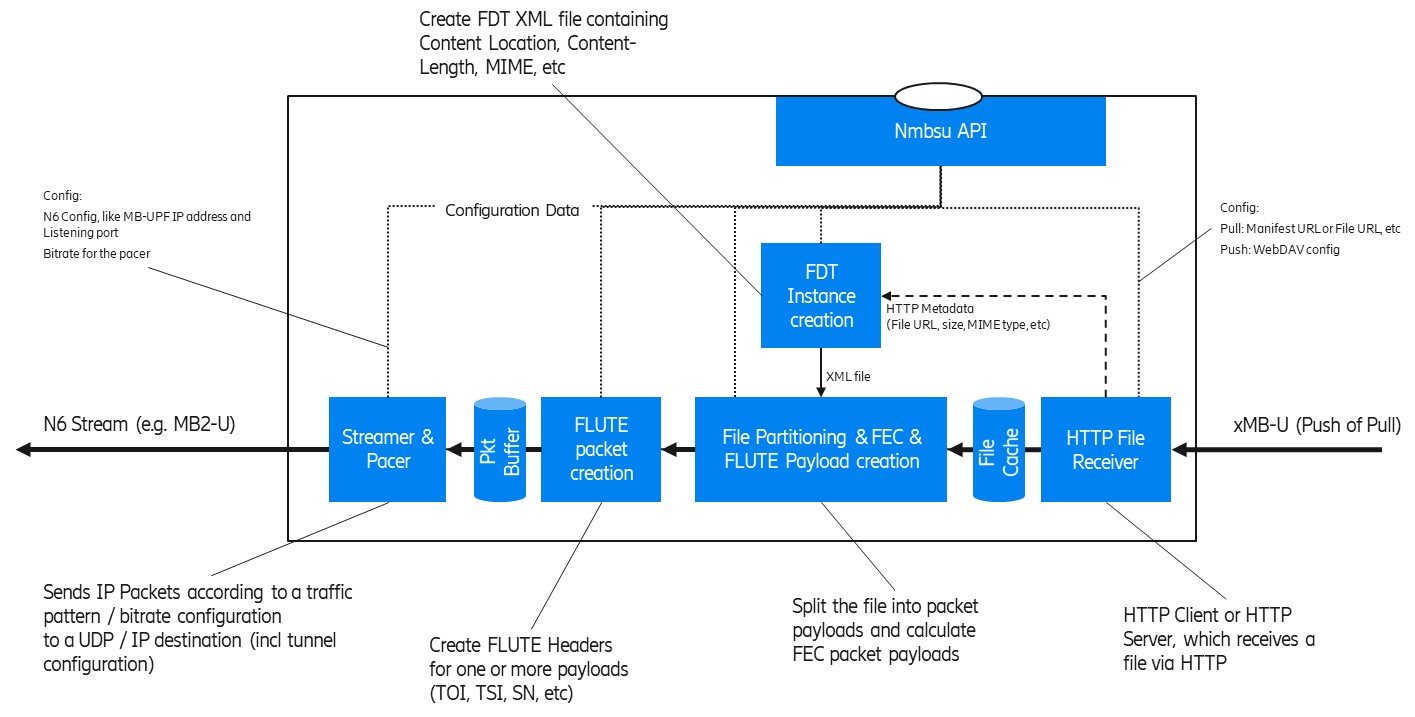 Create FDT XML file containing
Content Location, Content-
Length, MIME, etc
Nmbsu API
Config:
N6 Config, like MB-UPF IP address and
Listening port
Bitrate for the pacer
Configuration Data
Config:
Pull: Manifest URL or File URL, etc
Push: WebDAV config
FDT
Instance
creation
HTTP Metadata
(File URL, size, MIME type, etc)
XML file
N6 Stream (e.g. MB2-U)
Streamer &
Pacer
Pkt
Buffer
FLUTE
packet
creation
File Partitioning & FEC &
FLUTE Payload creation
File
Cache
HTTP File
Receiver
xMB-U (Push of Pull)
Sends IP Packets according to a traffic
pattern / bitrate configuration
to a UDP / IP destination (incl tunnel
configuration)
Create FLUTE Headers
for one or more payloads
(TOI, TSI, SN, etc)
Split the file into packet
payloads and calculate
FEC packet payloads
HTTP Client or HTTP
Server, which receives a
file via HTTP